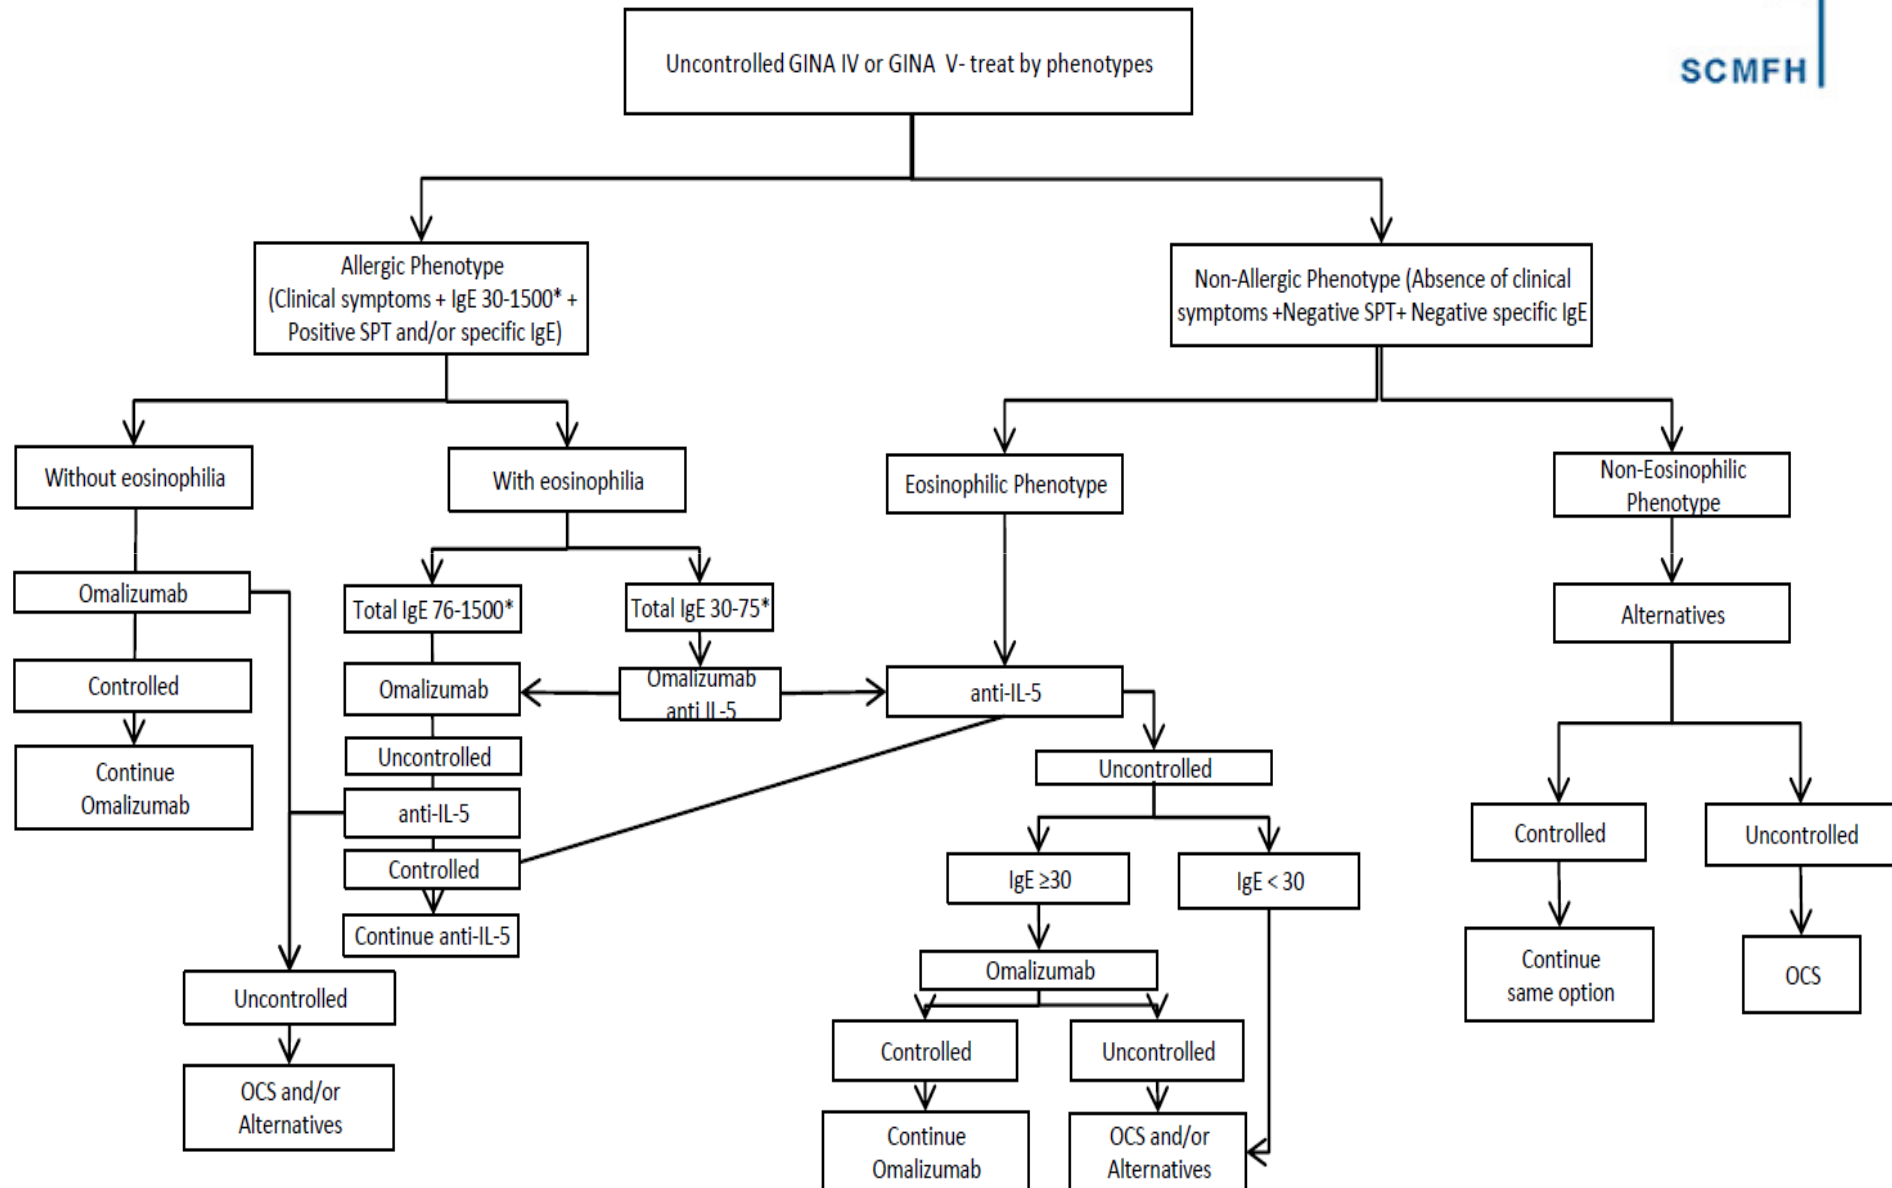 SCMFH
Uncontrolled GINA IV or GINA V- treat by phenotypes
Allergic Phenotype
(Clinical symptoms + IgE 30-1500* +
Positive SPT and/or specific IgE)
Non-Allergic Phenotype (Absence of clinical
symptoms +Negative SPT+ Negative specific IgE
Without eosinophilia
With eosinophilia
Eosinophilic Phenotype
Non-Eosinophilic
Phenotype
Omalizumab
Total IgE 76-1500*
Total IgE 30-75*
Alternatives
Controlled
Omalizumab
Omalizumab
anti IL-5
anti-IL-5
Continue
Omalizumab
Uncontrolled
Uncontrolled
anti-IL-5
Controlled
Uncontrolled
Controlled
IgE ≥30
IgE < 30
Continue anti-IL-5
Continue
same option
OCS
Uncontrolled
Omalizumab
Controlled
Uncontrolled
OCS and/or
Alternatives
Continue
Omalizumab
OCS and/or
Alternatives